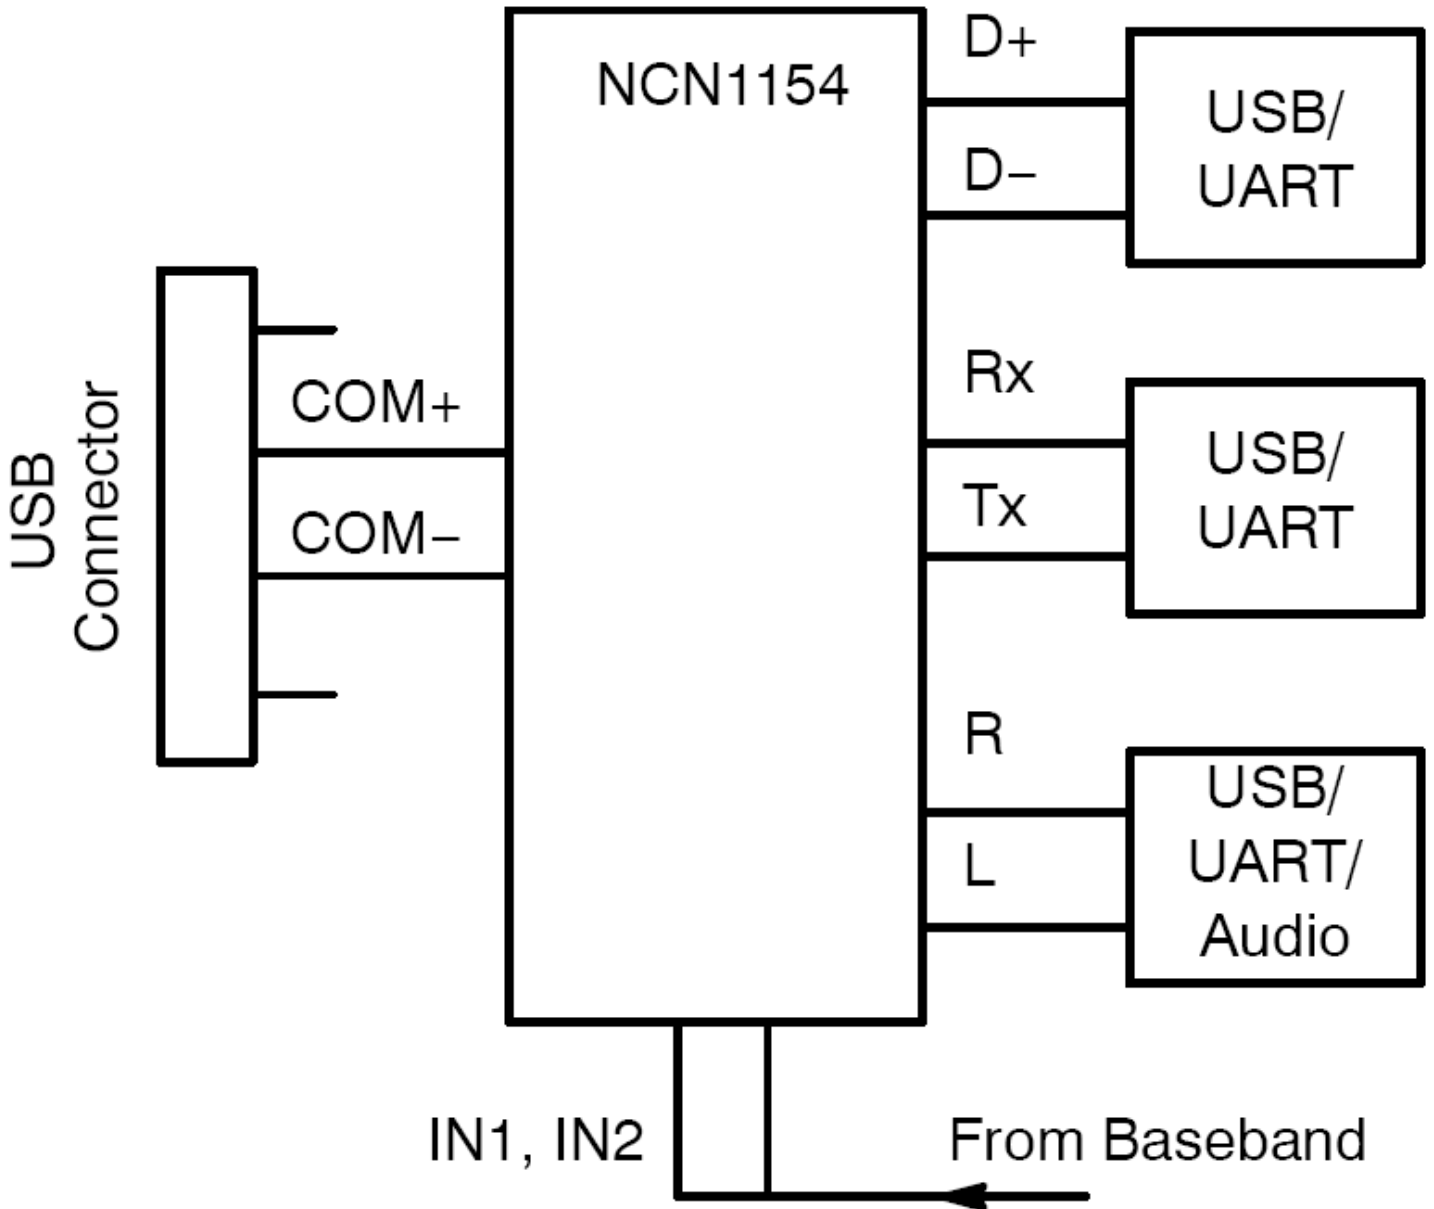 NCN1154
D+
D−
USB/
UART
USB
Connector
COM+
COM−
Rx
Tx
USB/
UART
R
L
USB/
UART/
Audio
IN1, IN2
From Baseband